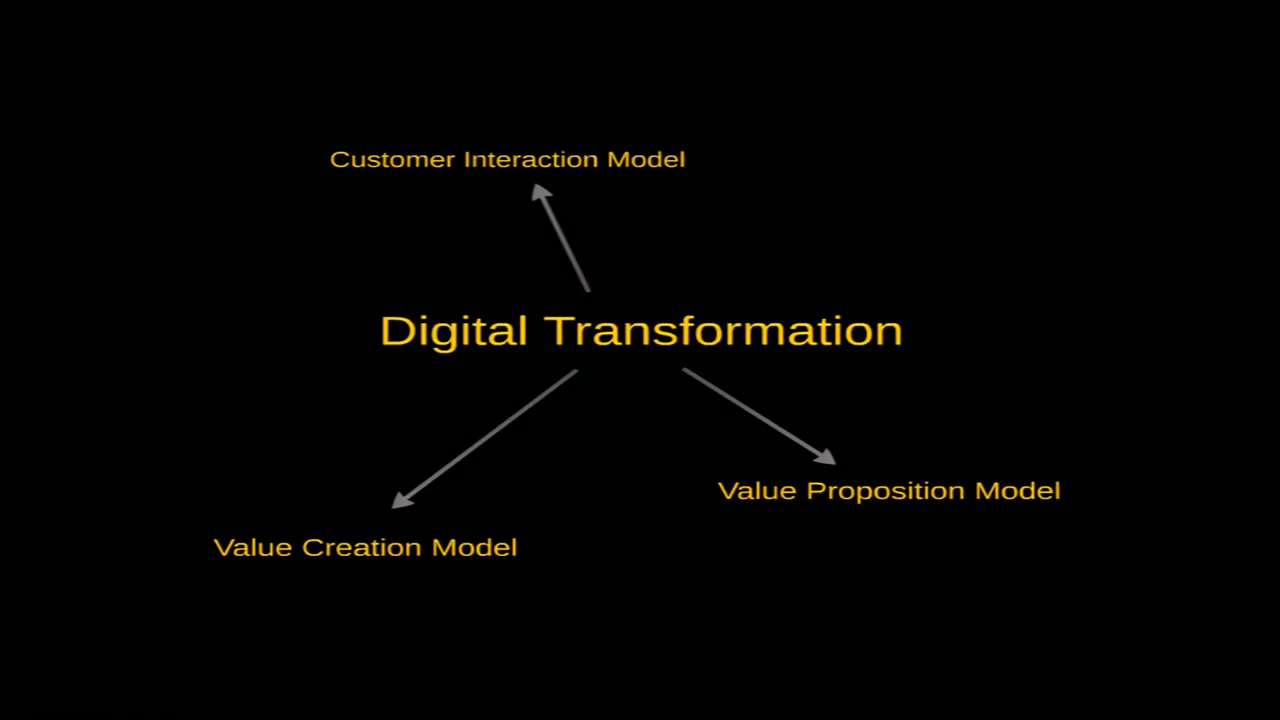 Customer Interaction Model
Digital Transformation
Value Proposition Model
Value Creation Model